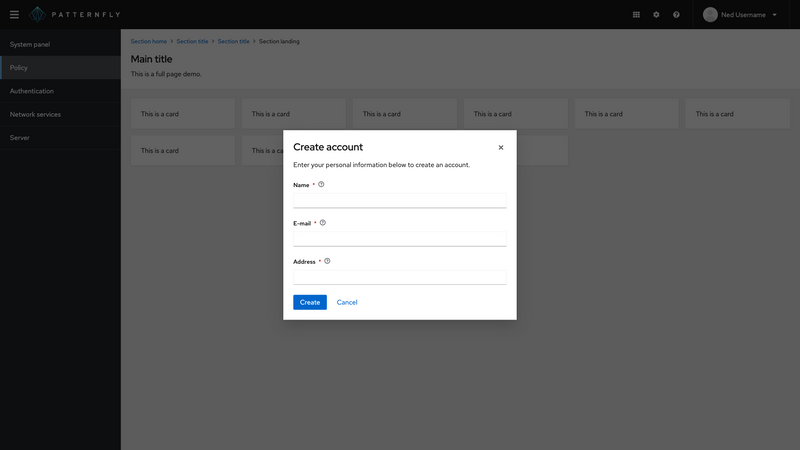 PATTERNFLY
Ned Username
System panel
Policy
Authentication
Network services
Server
Section home > Section title > Section title > Section landing
Main title
This is a full page demo.
This is a card
This is a card
This is a card
This is a card
This is a card
This is a card
This is a card
This is a ca
Create account
Enter your personal information below to create an account.
Name *
E-mail *
Address *
Create
Cancel